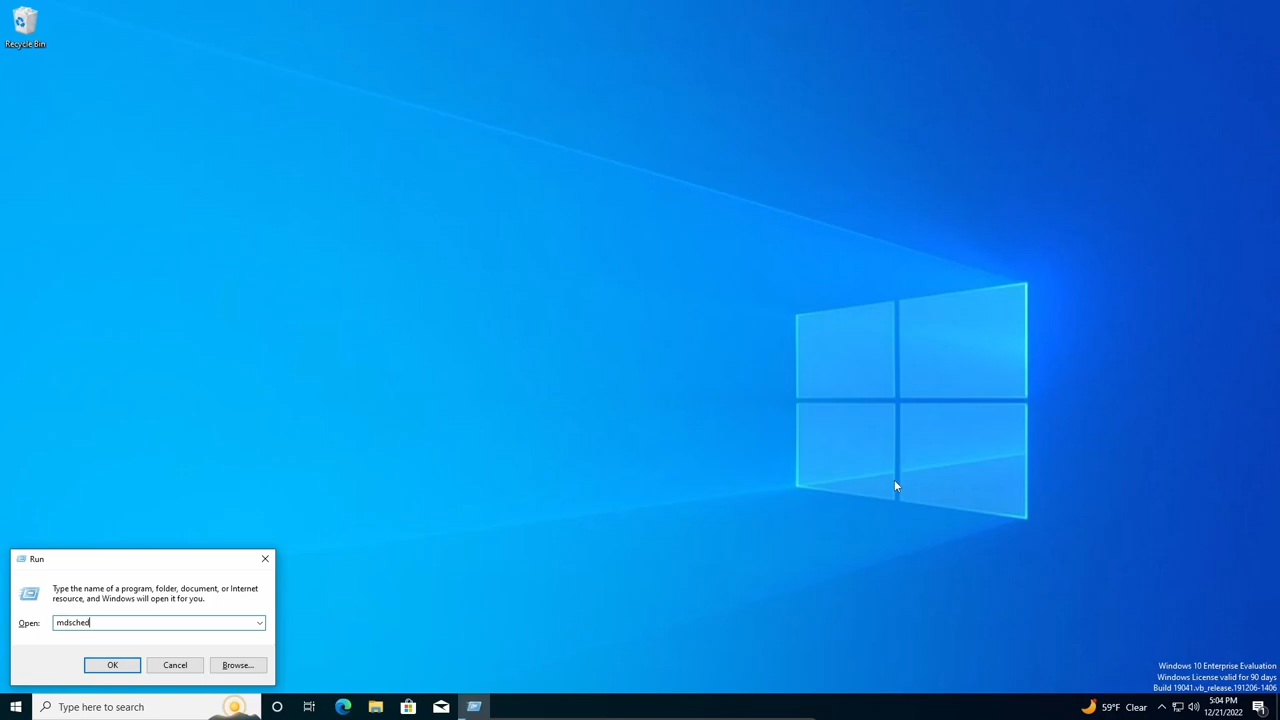 Recycle Bin
Run
Type the name of a program, folder, document, or Internet
resource, and Windows will open it for you.
Open:
mdsched
OK
Cancel
Browse...
Windows 10 Enterprise Evaluation
Windows License valid for 90 days
Build 19041.vb_release.191206-1406
Type here to search
59°F Clear
5:04 PM
12/21/2022
1